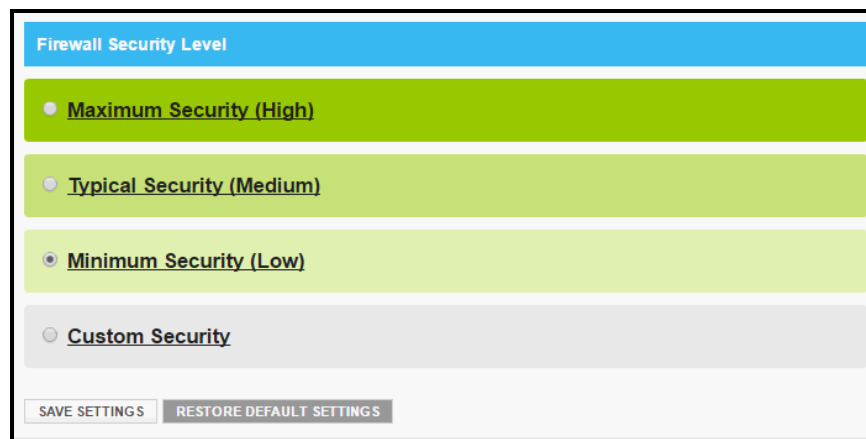 Firewall Security Level
Maximum Security (High)
Typical Security (Medium)
Minimum Security (Low)
Custom Security
SAVE SETTINGS RESTORE DEFAULT SETTINGS